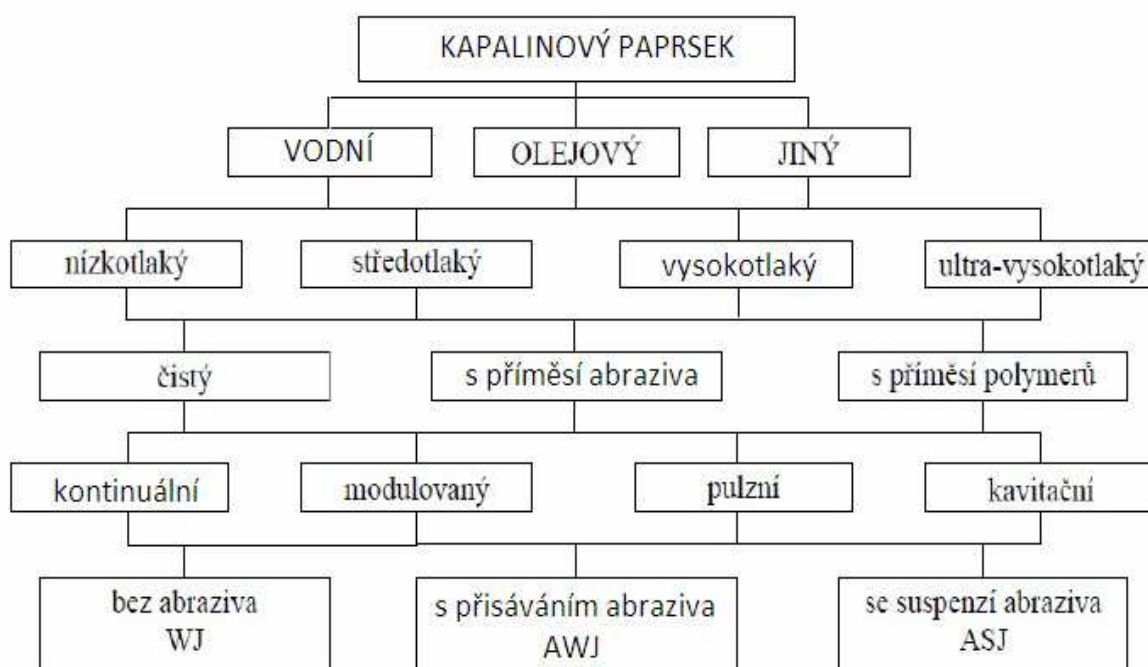 KAPALINOVÝ PAPRSEK
VODNÍ
OLEJOVÝ
JINÝ
nízkotlaký
středotlaký
vysokotlaký
ultra-vysokotlaký
čistý
s příměsí abraziva
s příměsí polymerů
kontinuální
modulovaný
pulzní
kavitační
bez abraziva
WJ
s přisáváním abraziva
AWJ
se suspenzí abraziva
ASJ